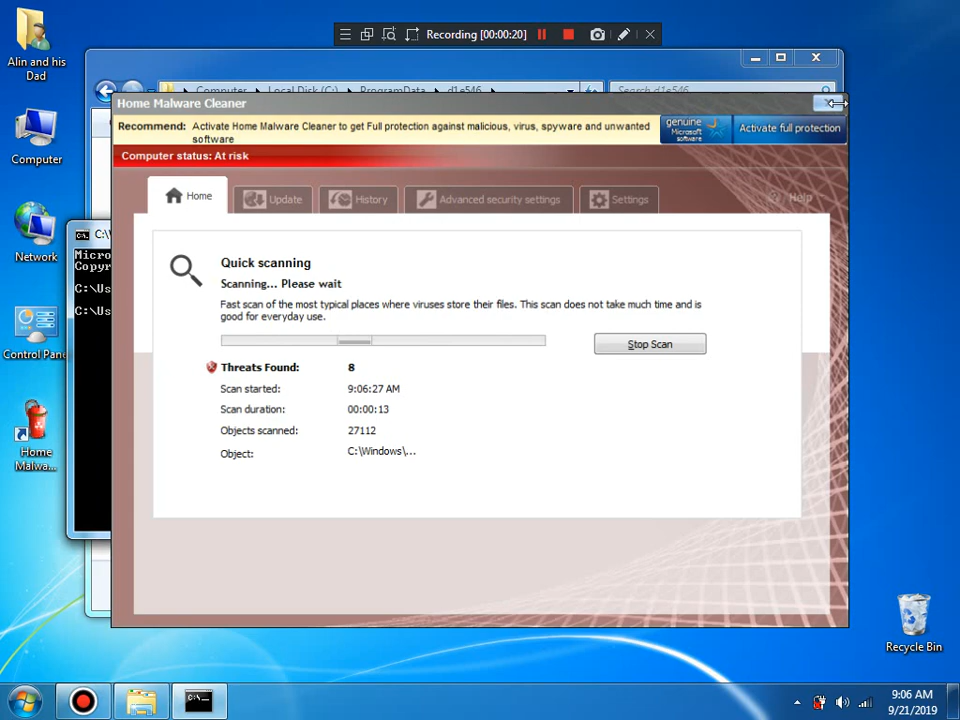 Alin and his
Dad
Recording [00:00:20]
Computer
Local Disk (C:)
ProgramData
d1e546
Search d1e546
Home Malware Cleaner
Recommend: Activate Home Malware Cleaner to get Full protection against malicious, virus, spyware and unwanted
software
genuine
Microsoft
software
Activate full protection
Computer status: At risk
Computer
Home
Update
History
Advanced security settings
Settings
Help
Network
C:\
Micro
Copyr
C:\Us
C:\Us
Quick scanning
Scanning... Please wait
Fast scan of the most typical places where viruses store their files. This scan does not take much time and is
good for everyday use.
Stop Scan
Control Pane
Threats Found: 8
Scan started: 9:06:27 AM
Scan duration: 00:00:13
Objects scanned: 27112
Object: C:\Windows\...
Home
Malwa...
Recycle Bin
C:\
9:06 AM
9/21/2019